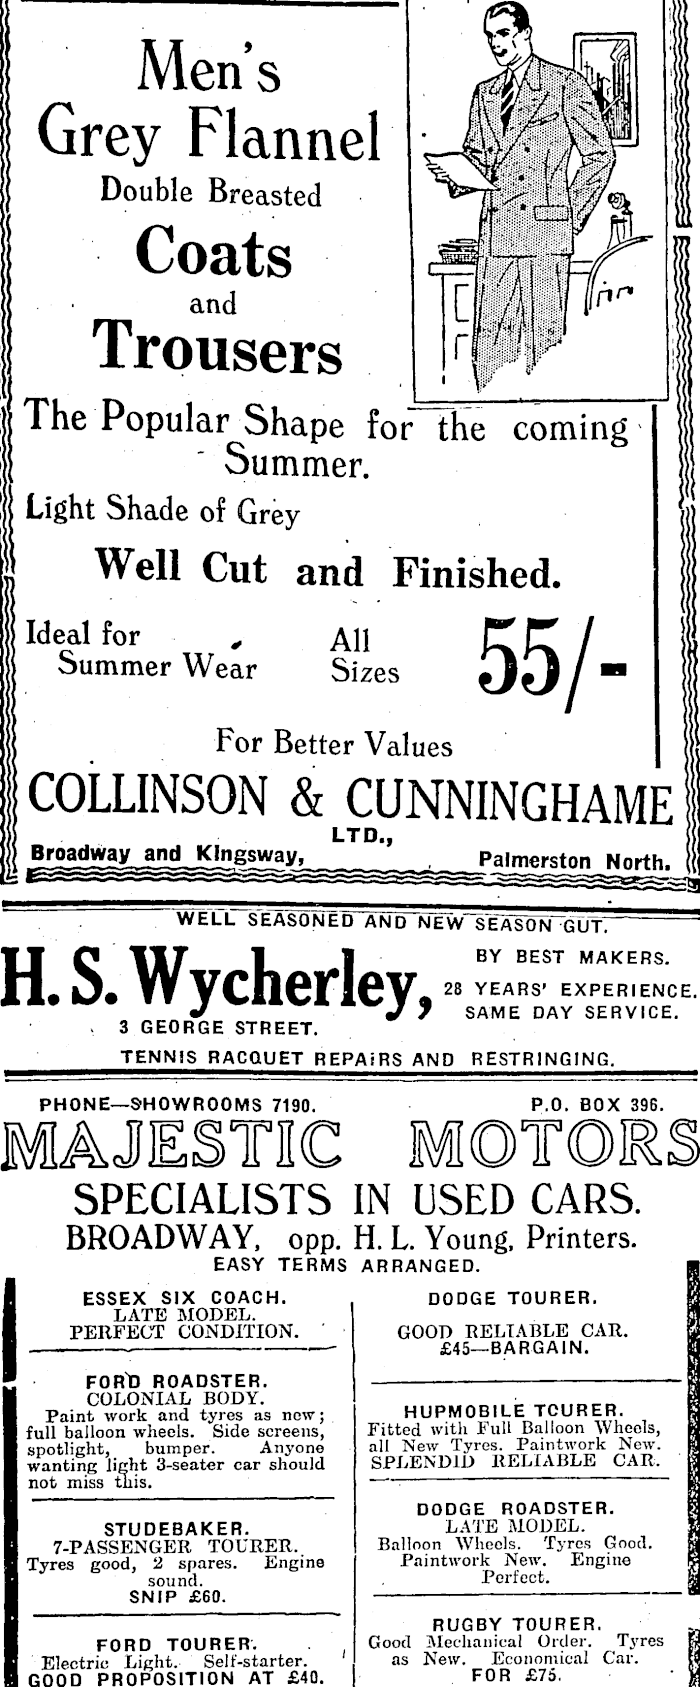 Men's
Grey Flannel
Double Breasted
Coats
and
Trousers
The Popular Shape for the coming
Summer.
Light Shade of Grey
Well Cut and Finished.
Ideal for
Summer Wear
All
Sizes
55/-
For Better Values
COLLINSON & CUNNINGHAME
LTD.,
Broadway and Kingsway,
Palmerston North.
WELL SEASONED AND NEW SEASON GUT.
H. S. Wycherley,
BY BEST MAKERS.
28 YEARS' EXPERIENCE.
SAME DAY SERVICE.
3 GEORGE STREET.
TENNIS RACQUET REPAIRS AND RESTRINGING.
PHONE—SHOWROOMS 7190.
P.O. BOX 396.
MAJESTIC MOTORS
SPECIALISTS IN USED CARS.
BROADWAY, opp. H. L. Young, Printers.
EASY TERMS ARRANGED.
ESSEX SIX COACH.
LATE MODEL.
PERFECT CONDITION.
FORD ROADSTER.
COLONIAL BODY.
Paint work and tyres as new;
full balloon wheels. Side screens,
spotlight, bumper. Anyone
wanting light 3-seater car should
not miss this.
STUDEBAKER.
7-PASSENGER TOURER.
Tyres good, 2 spares. Engine
sound.
SNIP £60.
FORD TOURER.
Electric Light. Self-starter.
GOOD PROPOSITION AT £40.
DODGE TOURER.
GOOD RELIABLE CAR.
£45—BARGAIN.
HUPMOBILE TOURER.
Fitted with Full Balloon Wheels,
all New Tyres. Paintwork New.
SPLENDID RELIABLE CAR.
DODGE ROADSTER.
LATE MODEL.
Balloon Wheels. Tyres Good.
Paintwork New. Engine
Perfect.
RUGBY TOURER.
Good Mechanical Order. Tyres
as New. Economical Car.
FOR £75.